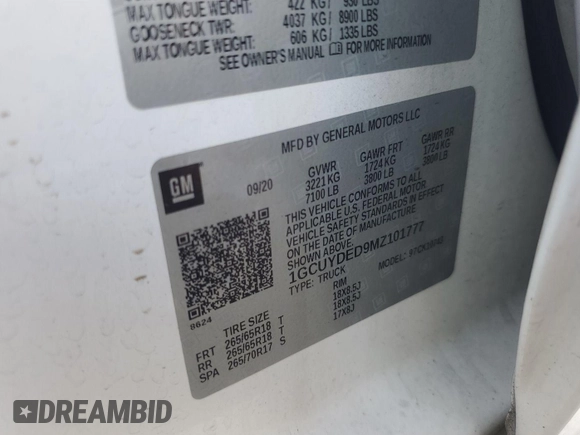 MAX TONGUE WEIGHT: 422 KG / 930 LBS
GOOSENECK TWR: 4037 KG / 8900 LBS
MAX TONGUE WEIGHT: 606 KG / 1335 LBS
SEE OWNER'S MANUAL FOR MORE INFORMATION.
MFD BY GENERAL MOTORS LLC
GM
09/20
GVWR GAWR FRT GAWR RR
3221 KG 1724 KG 1724 KG
7100 LB 3800 LB 3800 LB
THIS VEHICLE CONFORMS TO ALL
APPLICABLE U.S. FEDERAL MOTOR
VEHICLE SAFETY STANDARDS IN EFFECT
ON THE DATE OF MANUFACTURE SHOWN ABOVE.
1GCUYDED9MZ101777
TYPE: TRUCK MODEL:
8624
TIRE SIZE RIM
FRT 265/65R18 T 18X8.5J
RR 265/65R18 T 18X8.5J
SPA 265/70R17 S 17X8J
DREAMBID